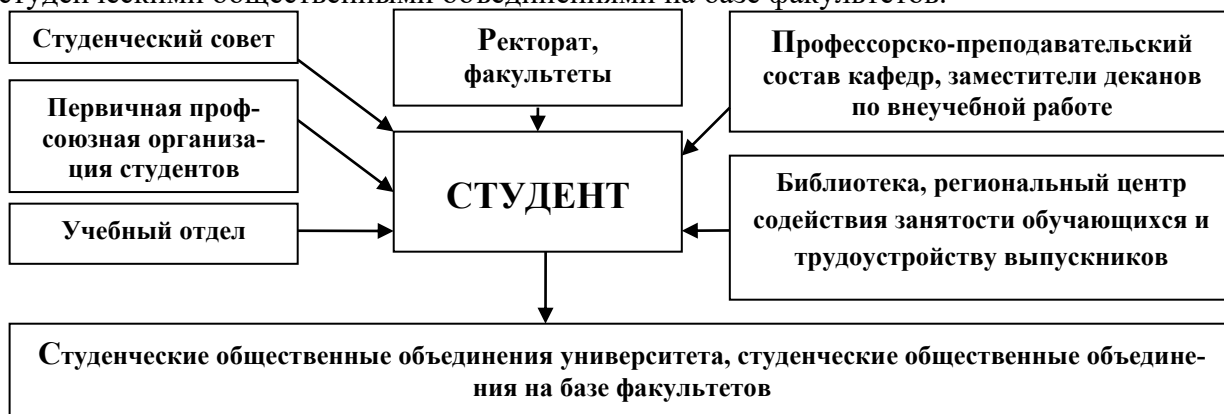 студенческими общественными объединениями на базе факультетов.
Студенческий совет
Ректорат,
факультеты
Профессорско-преподавательский
состав кафедр, заместители деканов
по внеучебной работе
Первичная проф-
союзная организа-
ция студентов
СТУДЕНТ
Учебный отдел
Библиотека, региональный центр
содействия занятости обучающихся и
трудоустройству выпускников
Студенческие общественные объединения университета, студенческие общественные объедине-
ния на базе факультетов